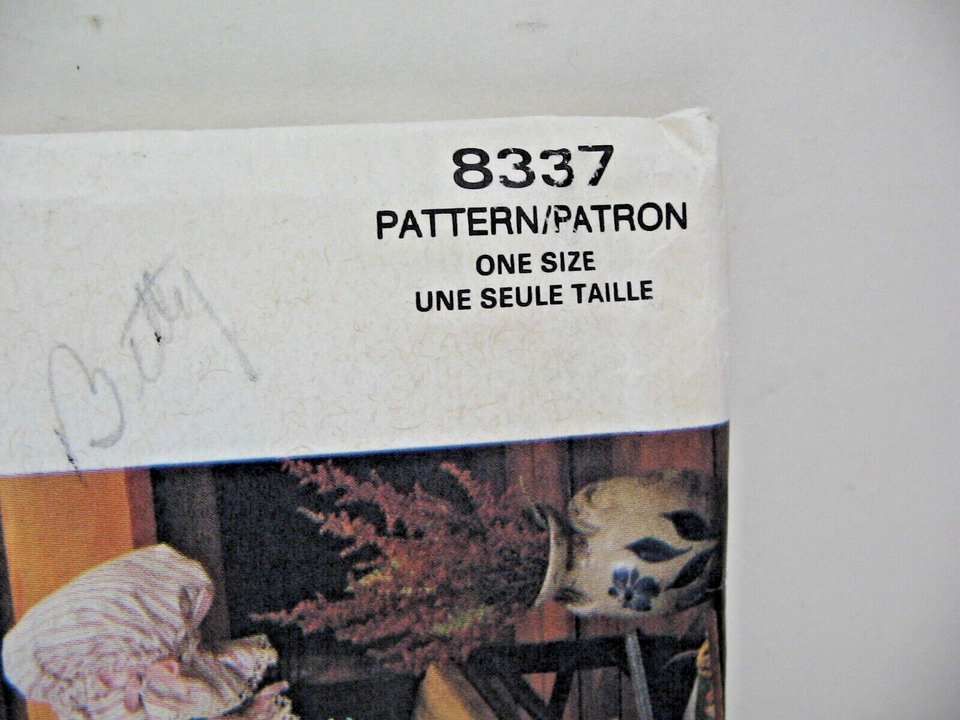 8337
PATTERN/PATRON
ONE SIZE
UNE SEULE TAILLE
Betty